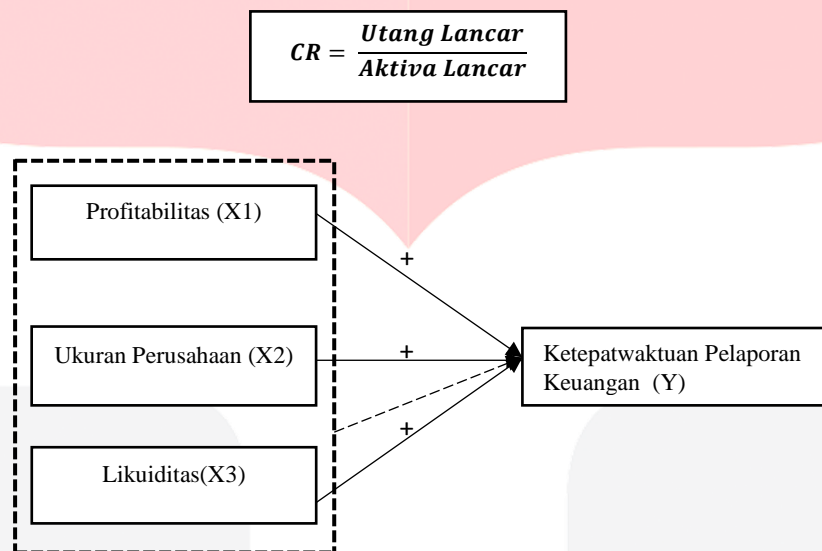 CR = Utang Lancar / Aktiva Lancar
Profitabilitas (X1)
+
Ukuran Perusahaan (X2)
+
Ketepatwaktuan Pelaporan
Keuangan (Y)
+
Likuiditas(X3)